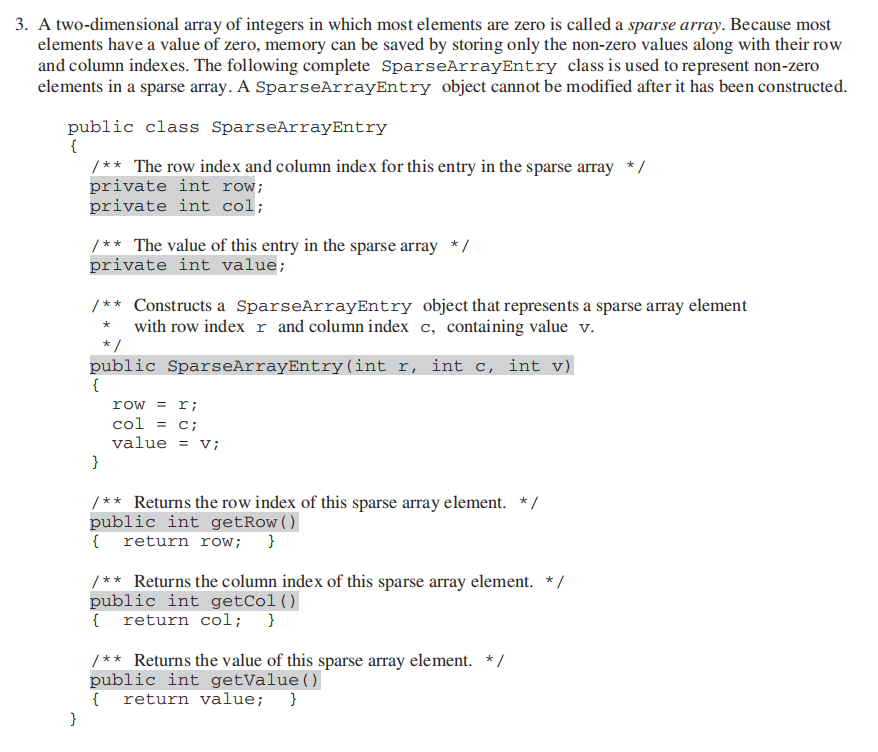 3. A two-dimensional array of integers in which most elements are zero is called a sparse array. Because most
elements have a value of zero, memory can be saved by storing only the non-zero values along with their row
and column indexes. The following complete SparseArrayEntry class is used to represent non-zero
elements in a sparse array. A SparseArrayEntry object cannot be modified after it has been constructed.
public class SparseArrayEntry
{
/** The row index and column index for this entry in the sparse array */
private int row;
private int col;
/** The value of this entry in the sparse array */
private int value;
/** Constructs a SparseArrayEntry object that represents a sparse array element
* with row index r and column index c, containing value v.
*/
public SparseArrayEntry(int r, int c, int v)
{
row = r;
col = c;
value = v;
}
/** Returns the row index of this sparse array element. */
public int getRow()
{ return row; }
/** Returns the column index of this sparse array element. */
public int getCol()
{ return col; }
/** Returns the value of this sparse array element. */
public int getValue()
{ return value; }
}